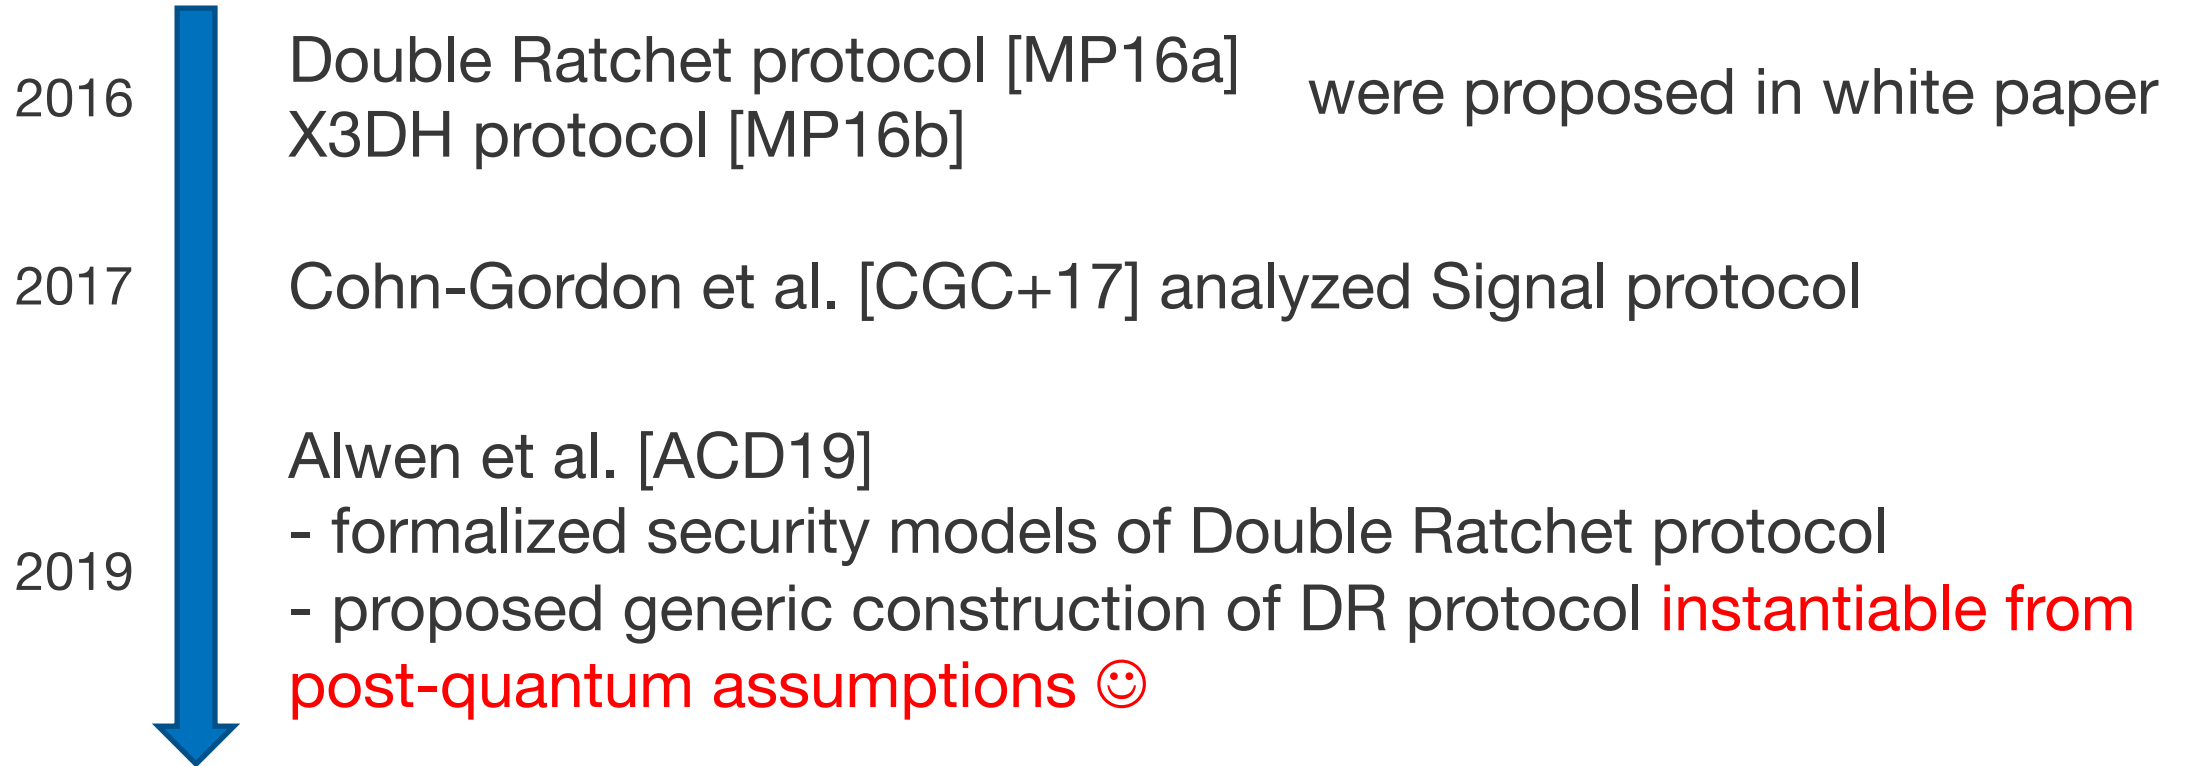 2016
Double Ratchet protocol [MP16a]
X3DH protocol [MP16b]
were proposed in white paper
2017
Cohn-Gordon et al. [CGC+17] analyzed Signal protocol
2019
Alwen et al. [ACD19]
- formalized security models of Double Ratchet protocol
- proposed generic construction of DR protocol instantiable from
post-quantum assumptions ☺